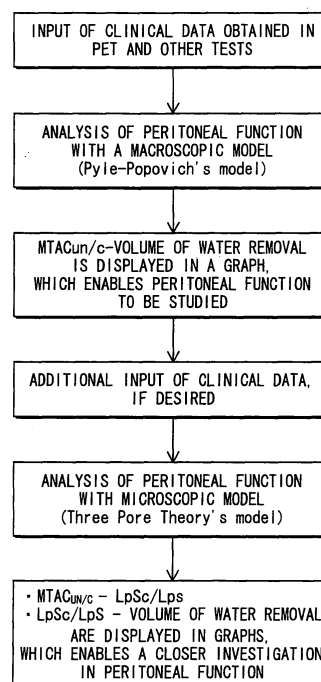 INPUT OF CLINICAL DATA OBTAINED IN
PET AND OTHER TESTS
ANALYSIS OF PERITONEAL FUNCTION
WITH A MACROSCOPIC MODEL
(Pyle-Popovich's model)
MTACun/c-VOLUME OF WATER REMOVAL
IS DISPLAYED IN A GRAPH,
WHICH ENABLES PERITONEAL FUNCTION
TO BE STUDIED
ADDITIONAL INPUT OF CLINICAL DATA,
IF DESIRED
ANALYSIS OF PERITONEAL FUNCTION
WITH MICROSCOPIC MODEL
(Three Pore Theory's model)
・MTACUN/C − LpSc/Lps
・LpSc/LpS − VOLUME OF WATER REMOVAL
ARE DISPLAYED IN GRAPHS,
WHICH ENABLES A CLOSER INVESTIGATION
IN PERITONEAL FUNCTION